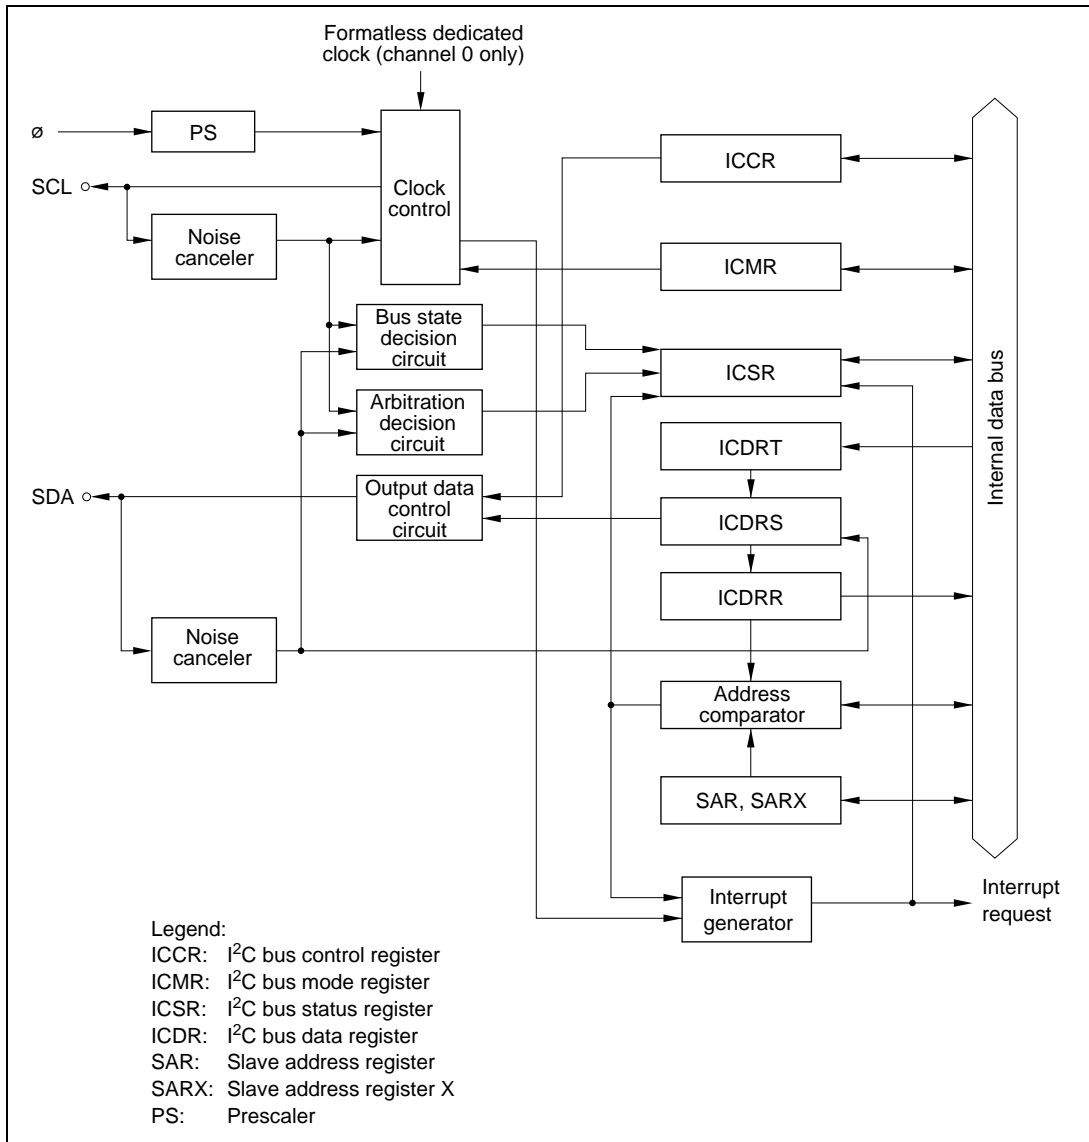 Formatless dedicated
clock (channel 0 only)
ø
PS
SCL
Clock
control
Noise
canceler
ICCR
ICMR
Bus state
decision
circuit
ICSR
Arbitration
decision
circuit
ICDRT
SDA
Output data
control
circuit
ICDRS
ICDRR
Noise
canceler
Address
comparator
SAR, SARX
Internal data bus
Interrupt
generator
Interrupt
request
Legend:
ICCR: I²C bus control register
ICMR: I²C bus mode register
ICSR: I²C bus status register
ICDR: I²C bus data register
SAR: Slave address register
SARX: Slave address register X
PS: Prescaler